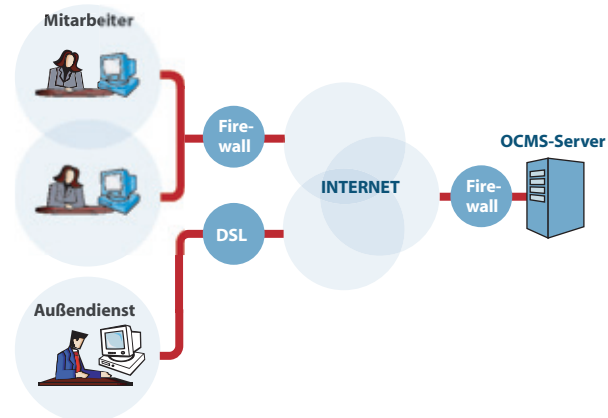 Mitarbeiter
Fire-
wall
OCMS-Server
INTERNET
Fire-
wall
DSL
Außendienst